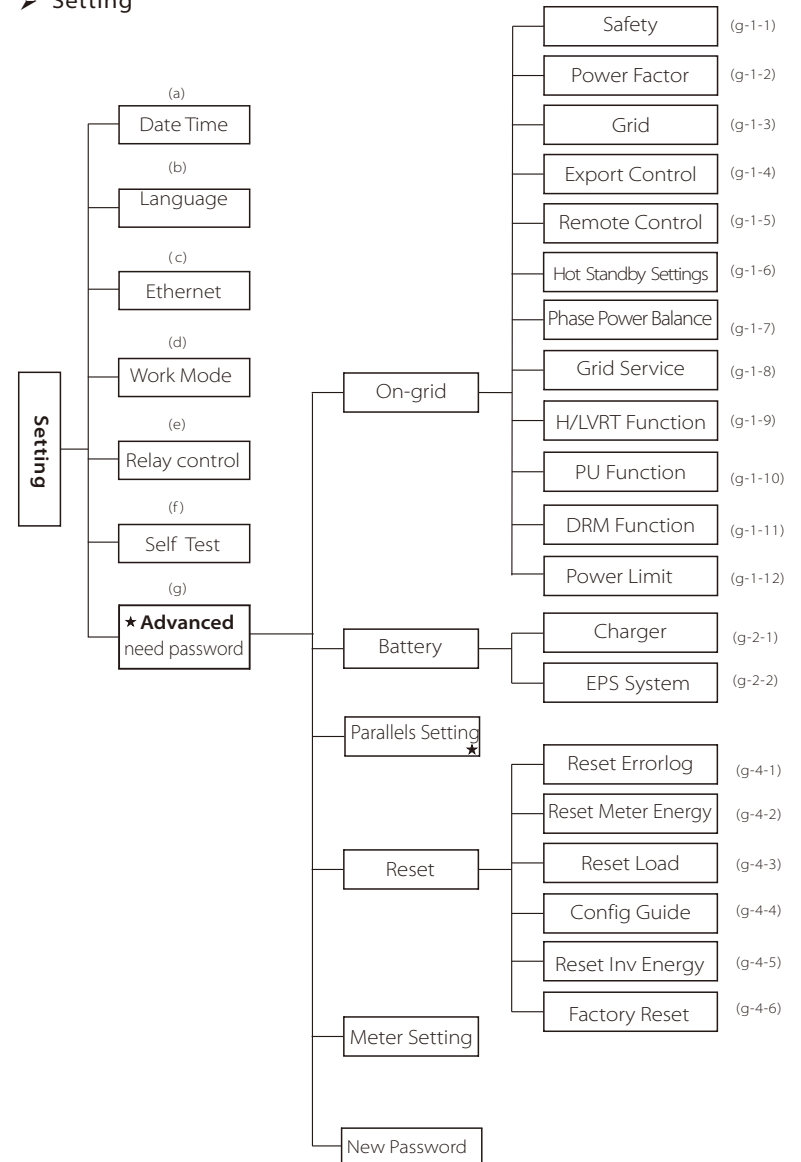 ➤ Setting
Setting
(a)
Date Time
(b)
Language
(c)
Ethernet
(d)
Work Mode
(e)
Relay control
(f)
Self Test
(g)
★ Advanced
need password
On-grid
Safety (g-1-1)
Power Factor (g-1-2)
Grid (g-1-3)
Export Control (g-1-4)
Remote Control (g-1-5)
Hot Standby Settings (g-1-6)
Phase Power Balance (g-1-7)
Grid Service (g-1-8)
H/LVRT Function (g-1-9)
PU Function (g-1-10)
DRM Function (g-1-11)
Power Limit (g-1-12)
Battery
Charger (g-2-1)
EPS System (g-2-2)
Parallels Setting
★
Reset
Reset Errorlog (g-4-1)
Reset Meter Energy (g-4-2)
Reset Load (g-4-3)
Config Guide (g-4-4)
Reset Inv Energy (g-4-5)
Factory Reset (g-4-6)
Meter Setting
New Password